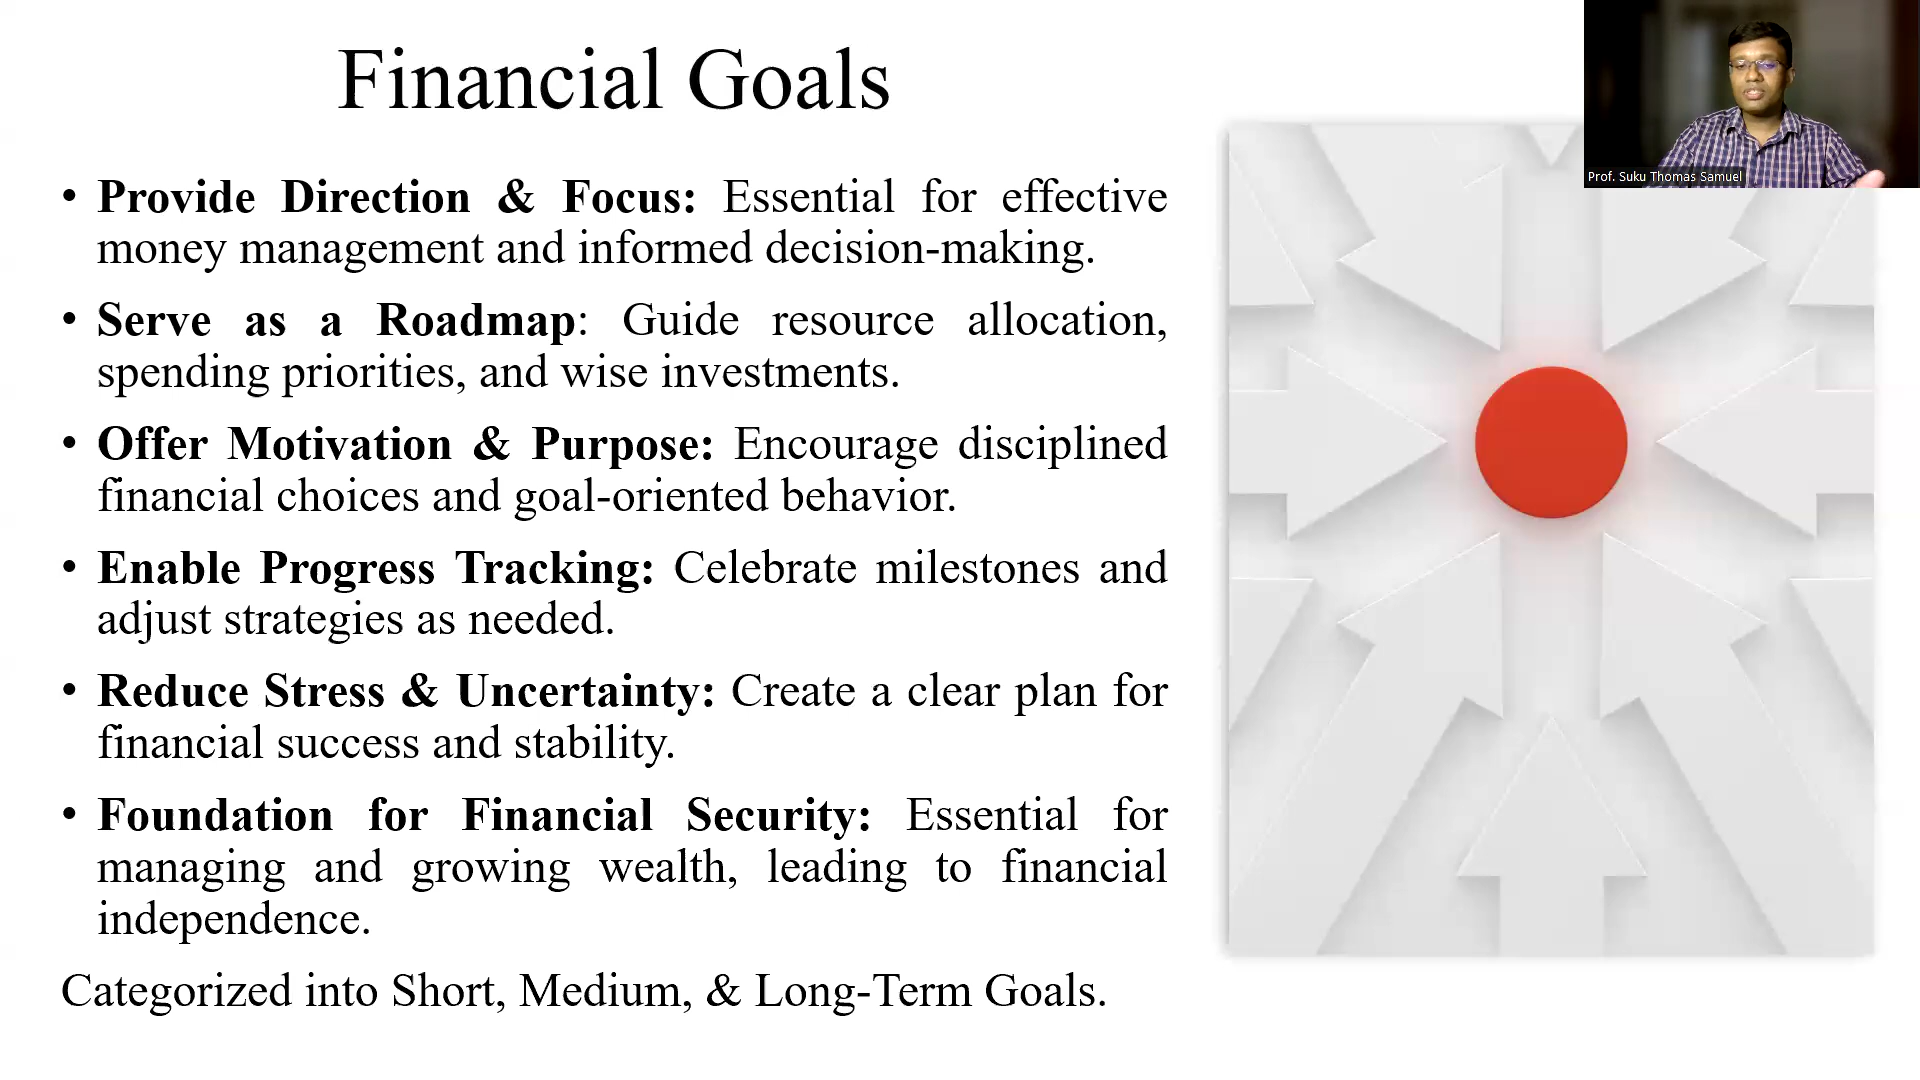 Financial Goals
Prof. Suku Thomas Samuel
• Provide Direction & Focus: Essential for effective
money management and informed decision-making.
• Serve as a Roadmap: Guide resource allocation,
spending priorities, and wise investments.
• Offer Motivation & Purpose: Encourage disciplined
financial choices and goal-oriented behavior.
• Enable Progress Tracking: Celebrate milestones and
adjust strategies as needed.
• Reduce Stress & Uncertainty: Create a clear plan for
financial success and stability.
• Foundation for Financial Security: Essential for
managing and growing wealth, leading to financial
independence.
Categorized into Short, Medium, & Long-Term Goals.